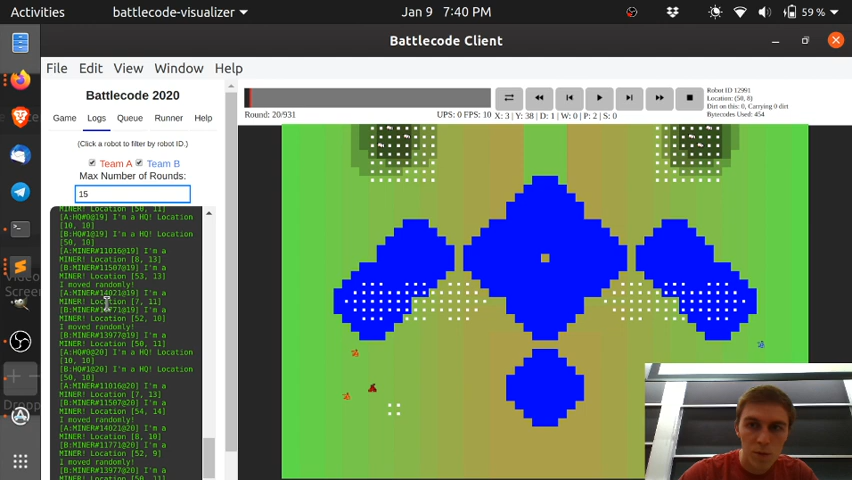 Activities
battlecode-visualizer
Jan 9 7:40 PM
59 %
Battlecode Client
File Edit View Window Help
Battlecode 2020
Game Logs Queue Runner Help
(Click a robot to filter by robot ID.)
Team A Team B
Max Number of Rounds:
15
MINER! Location [50, 11]
[A:HQ#0@19] I'm a HQ! Location
[10, 10]
[B:HQ#1@19] I'm a HQ! Location
[50, 10]
[A:MINER#11016@19] I'm a
MINER! Location [8, 13]
[B:MINER#11507@19] I'm a
MINER! Location [53, 13]
I moved randomly!
[A:MINER#14021@19] I'm a
MINER! Location [7, 11]
MINER! Location [52, 10]
I moved randomly!
[B:MINER#13977@19] I'm a
MINER! Location [50, 11]
[A:HQ#0@20] I'm a HQ! Location
[10, 10]
[B:HQ#1@20] I'm a HQ! Location
[50, 10]
[A:MINER#11016@20] I'm a
MINER! Location [7, 13]
[B:MINER#11507@20] I'm a
MINER! Location [54, 14]
I moved randomly!
[A:MINER#14021@20] I'm a
MINER! Location [8, 10]
[B:MINER#11771@20] I'm a
MINER! Location [52, 9]
I moved randomly!
[B:MINER#13977@20] I'm a
MINER! Location [50, 11]
Round: 20/931
UPS: 0 FPS: 10 X: 3 | Y: 38 | D: 1 | W: 0 | P: 2 | S: 0
Robot ID 12991
Location: (50, 8)
Dirt on this: 0, Carrying 0 dirt
Bytecodes Used: 454